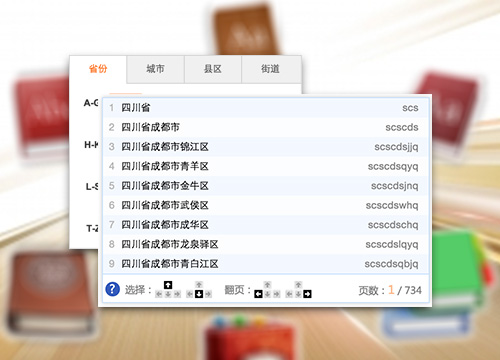 省份 城市 县区 街道
A-G
H-K
L-S
T-Z
1 四川省 scs
2 四川省成都市 scscds
3 四川省成都市锦江区 scscdsjjq
4 四川省成都市青羊区 scscdsqyq
5 四川省成都市金牛区 scscdsjnq
6 四川省成都市武侯区 scscdswhq
7 四川省成都市成华区 scscdschq
8 四川省成都市龙泉驿区 scscdslqyq
9 四川省成都市青白江区 scscdsqbjq
? 选择： 翻页： 页数：1 / 734